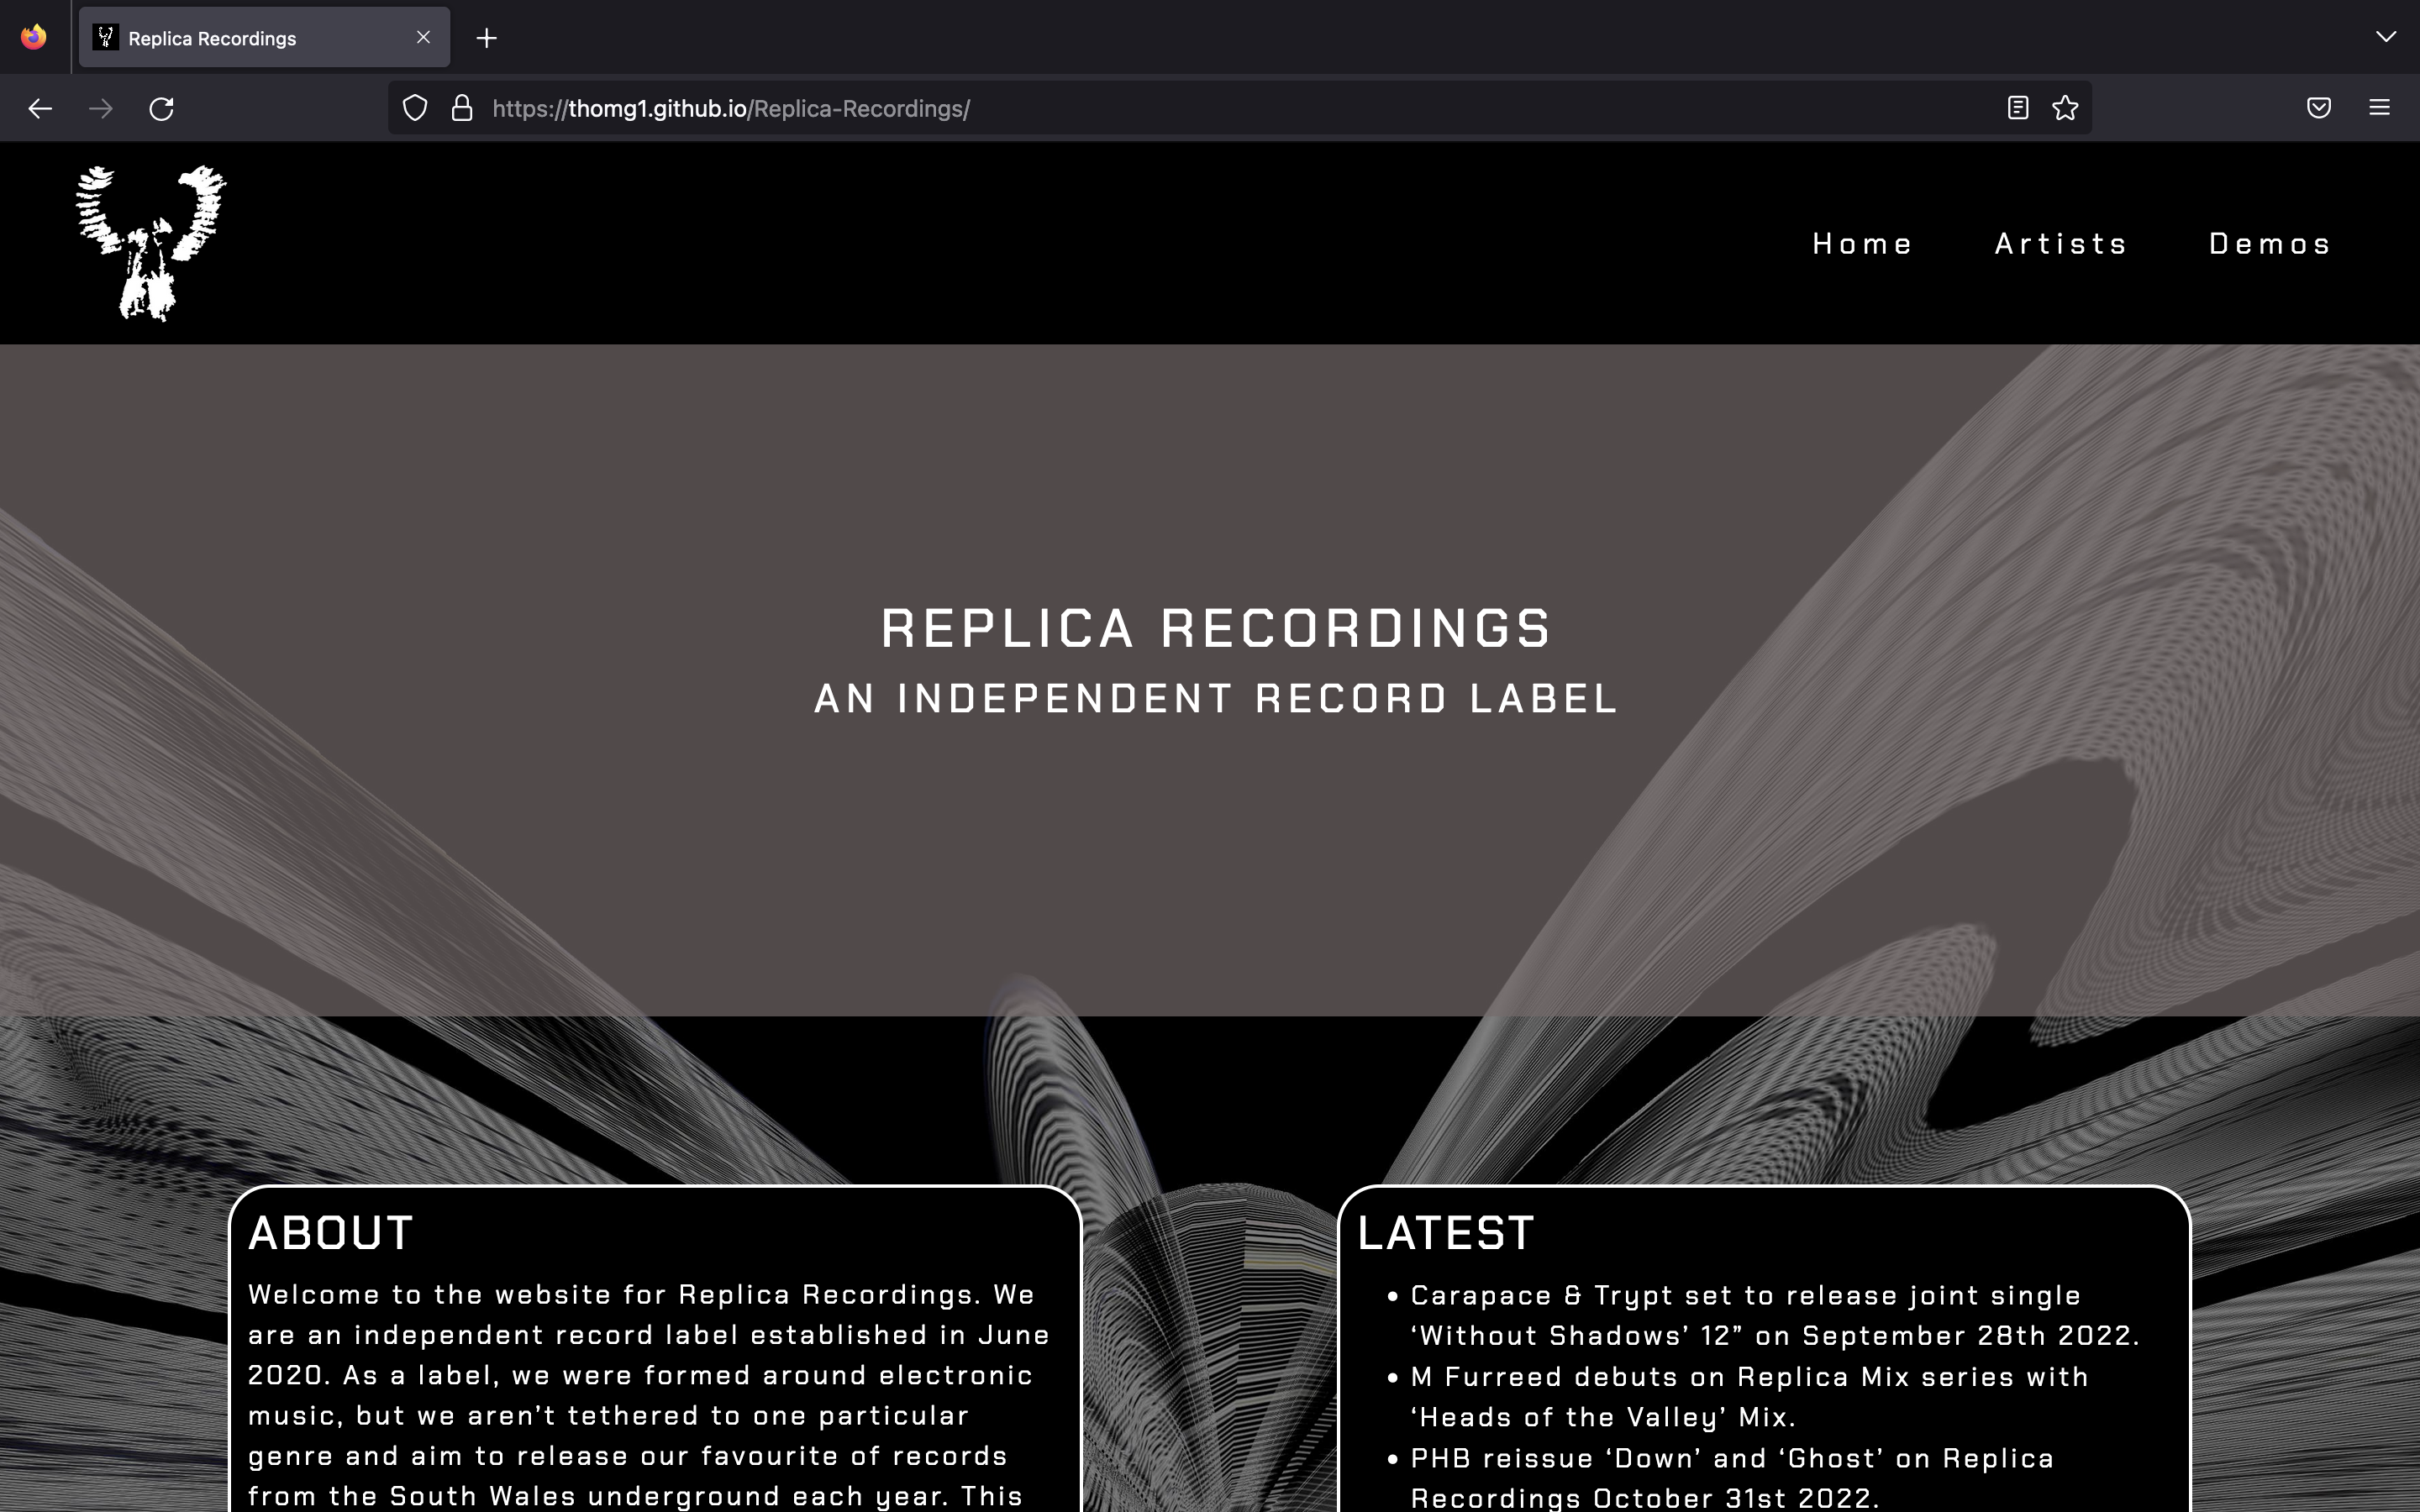 Replica Recordings
https://thomg1.github.io/Replica-Recordings/
Home Artists Demos
REPLICA RECORDINGS
AN INDEPENDENT RECORD LABEL
ABOUT
Welcome to the website for Replica Recordings. We
are an independent record label established in June
2020. As a label, we were formed around electronic
music, but we aren’t tethered to one particular
genre and aim to release our favourite of records
from the South Wales underground each year. This
LATEST
• Carapace & Trypt set to release joint single
‘Without Shadows’ 12” on September 28th 2022.
• M Furreed debuts on Replica Mix series with
‘Heads of the Valley’ Mix.
• PHB reissue ‘Down’ and ‘Ghost’ on Replica
Recordings October 31st 2022.